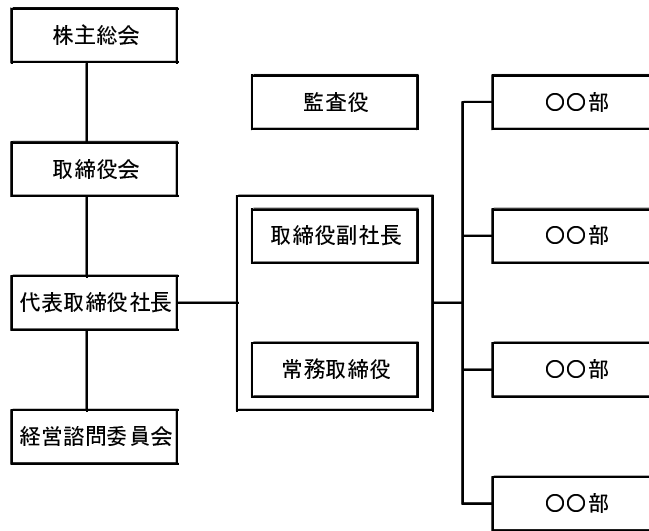 株主総会
取締役会
代表取締役社長
経営諮問委員会
監査役
取締役副社長
常務取締役
〇〇部
〇〇部
〇〇部
〇〇部